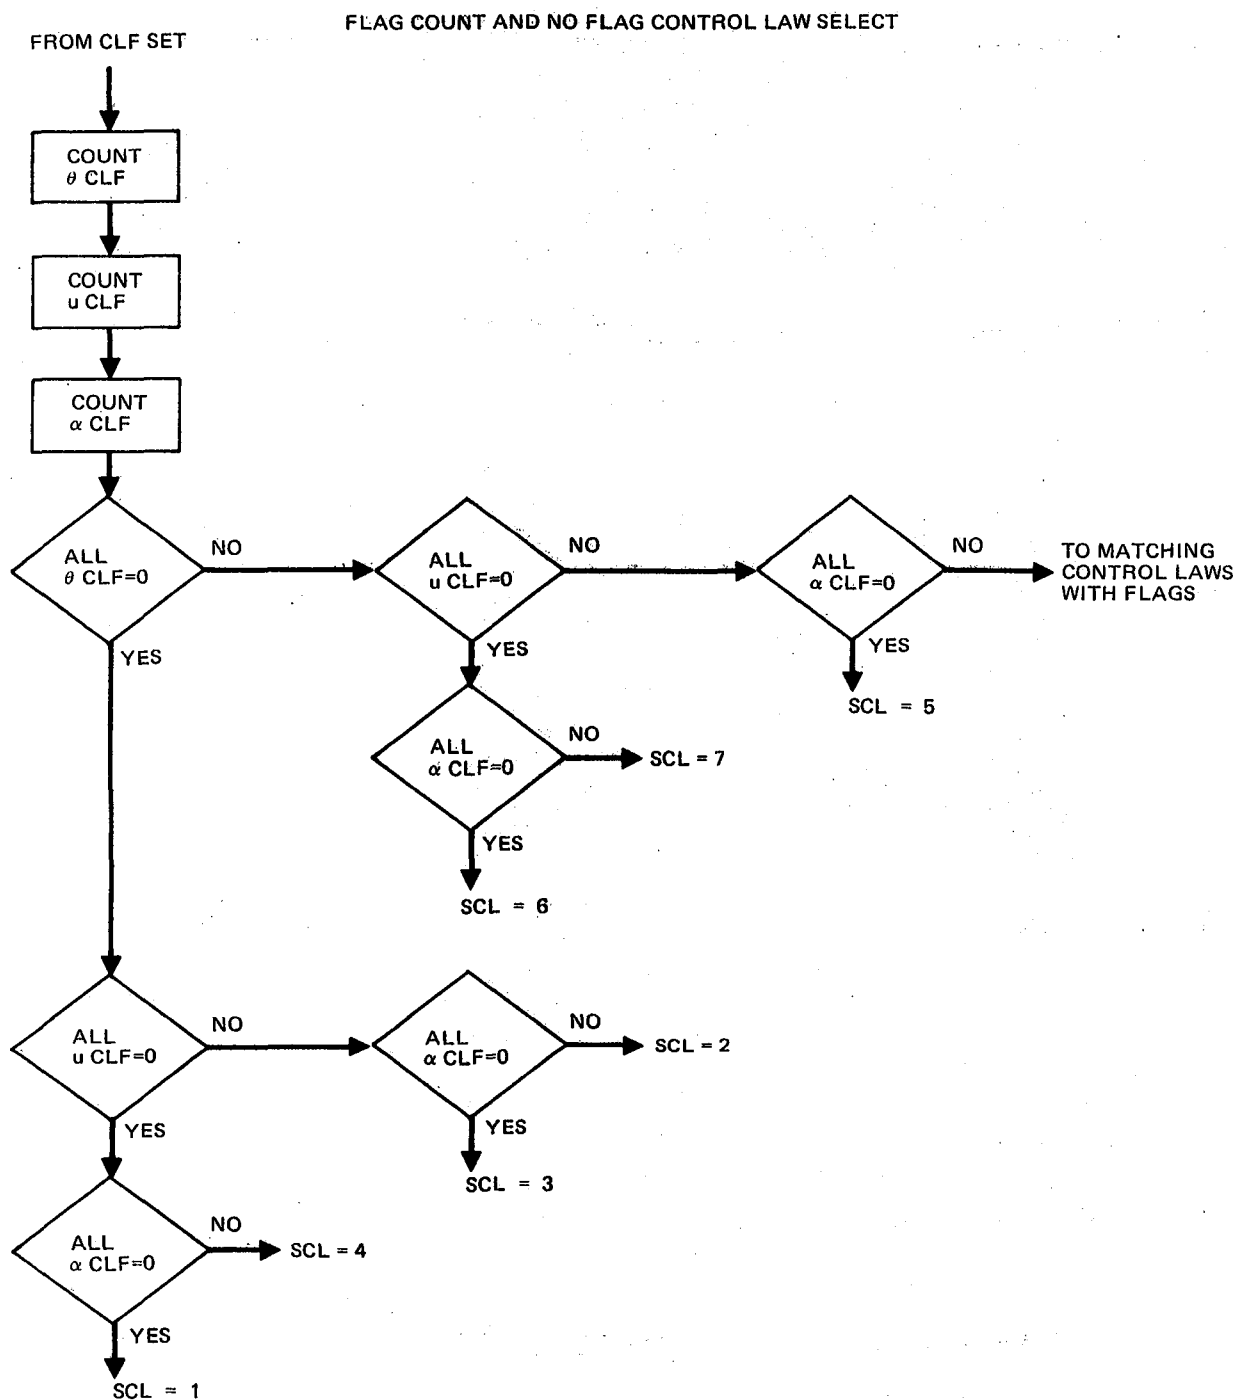 FLAG COUNT AND NO FLAG CONTROL LAW SELECT
FROM CLF SET
COUNT
θ CLF
COUNT
u CLF
COUNT
α CLF
ALL
θ CLF=0
NO
YES
ALL
u CLF=0
NO
YES
ALL
α CLF=0
NO
YES
TO MATCHING
CONTROL LAWS
WITH FLAGS
SCL = 5
ALL
α CLF=0
NO
YES
SCL = 7
SCL = 6
ALL
u CLF=0
NO
YES
ALL
α CLF=0
NO
YES
SCL = 2
SCL = 3
ALL
α CLF=0
NO
YES
SCL = 4
SCL = 1